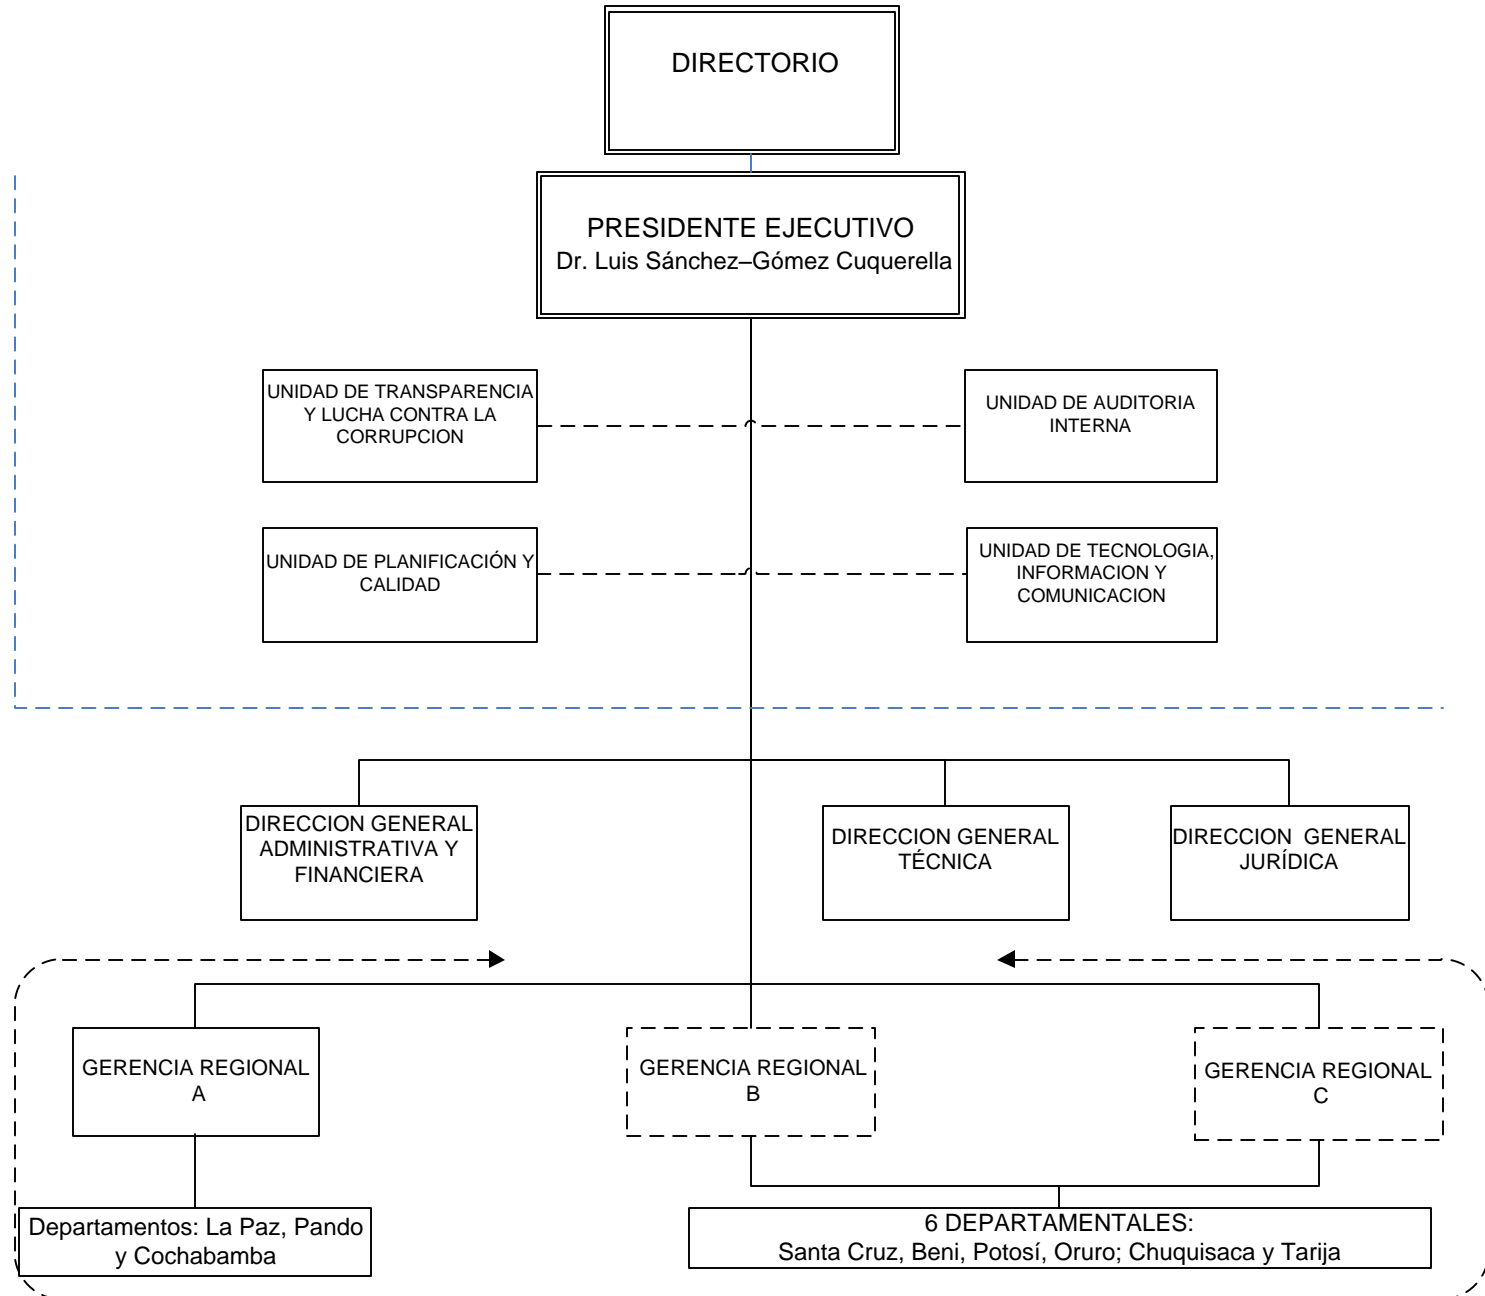 DIRECTORIO
PRESIDENTE EJECUTIVO
Dr. Luis Sánchez–Gómez Cuquerella
UNIDAD DE TRANSPARENCIA
Y LUCHA CONTRA LA
CORRUPCION
UNIDAD DE AUDITORIA
INTERNA
UNIDAD DE PLANIFICACIÓN Y
CALIDAD
UNIDAD DE TECNOLOGIA,
INFORMACION Y
COMUNICACION
DIRECCION GENERAL
ADMINISTRATIVA Y
FINANCIERA
DIRECCION GENERAL
TÉCNICA
DIRECCION GENERAL
JURÍDICA
GERENCIA REGIONAL
A
GERENCIA REGIONAL
B
GERENCIA REGIONAL
C
Departamentos: La Paz, Pando
y Cochabamba
6 DEPARTAMENTALES:
Santa Cruz, Beni, Potosí, Oruro; Chuquisaca y Tarija